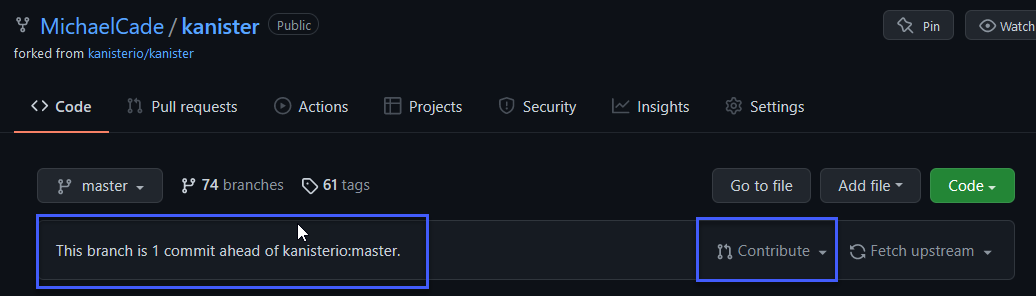 MichaelCade / kanister Public Pin Watch
forked from kanisterio/kanister
Code Pull requests Actions Projects Security Insights Settings
master 74 branches 61 tags Go to file Add file Code
This branch is 1 commit ahead of kanisterio:master. Contribute Fetch upstream